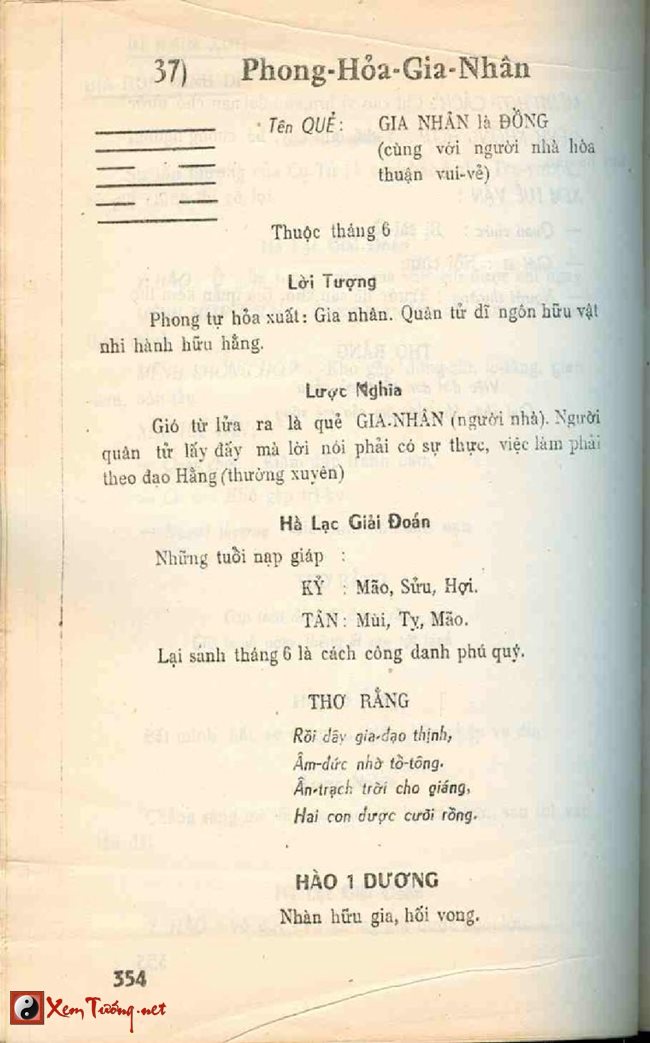 37) Phong-Hỏa-Gia-Nhân
Tên QUẺ: GIA NHÂN là ĐỒNG
(cùng với người nhà hòa
thuận vui-vẻ)
Thuộc tháng 6
Lời Tượng
Phong tự hỏa xuất: Gia nhân. Quân tử dĩ ngôn hữu vật
nhi hành hữu hằng.
Lược Nghĩa
Gió từ lửa ra là quẻ GIA-NHÂN (người nhà). Người
quân tử lấy đấy mà lời nói phải có sự thực, việc làm phải
theo đạo Hằng (thường xuyên)
Hà Lạc Giải Đoán
Những tuổi nạp giáp :
KỶ : Mão, Sửu, Hợi.
TÂN : Mùi, Tỵ, Mão.
Lại sanh tháng 6 là cách công danh phú quý.
THƠ RẰNG
Rồi đây gia-đạo thịnh,
Âm-đức nhờ tổ-tông.
Ân-trạch trời cho giáng,
Hai con được cưỡi rồng.
HÀO 1 DƯƠNG
Nhàn hữu gia, hối vong.
354
XemTướng.net